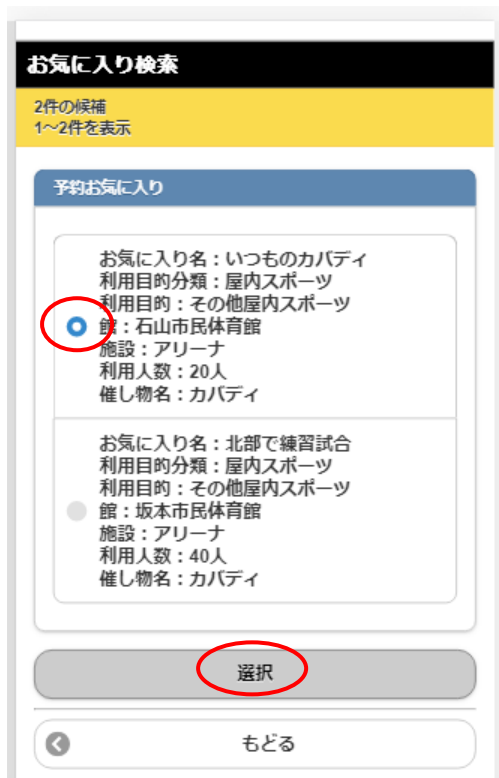 お気に入り検索
2件の候補
1〜2件を表示
予約お気に入り
お気に入り名：いつものカバディ
利用目的分類：屋内スポーツ
利用目的：その他屋内スポーツ
館：石山市民体育館
施設：アリーナ
利用人数：20人
催し物名：カバディ
お気に入り名：北部で練習試合
利用目的分類：屋内スポーツ
利用目的：その他屋内スポーツ
館：坂本市民体育館
施設：アリーナ
利用人数：40人
催し物名：カバディ
選択
もどる